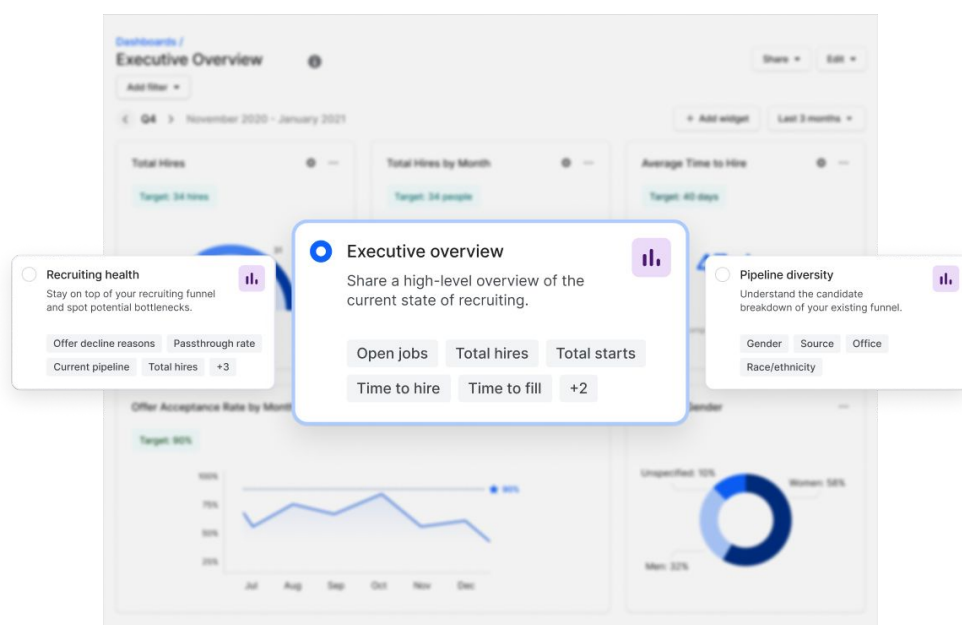 Dashboards /
Executive Overview
Share
Edit
Add filter
Q4
November 2020 - January 2021
+ Add widget
Last 3 months
Total Hires
Total Hires by Month
Average Time to Hire
Target: 34 hires
Target: 34 people
Target: 40 days
Recruiting health
Stay on top of your recruiting funnel
and spot potential bottlenecks.
Offer decline reasons
Passthrough rate
Current pipeline
Total hires
+3
Executive overview
Share a high-level overview of the
current state of recruiting.
Open jobs
Total hires
Total starts
Time to hire
Time to fill
+2
Pipeline diversity
Understand the candidate
breakdown of your existing funnel.
Gender
Source
Office
Race/ethnicity
Offer Acceptance Rate by Month
Gender
Target: 90%
100%
75%
50%
25%
90%
Jul
Aug
Sep
Oct
Nov
Dec
Unspecified: 10%
Women: 58%
Men: 32%